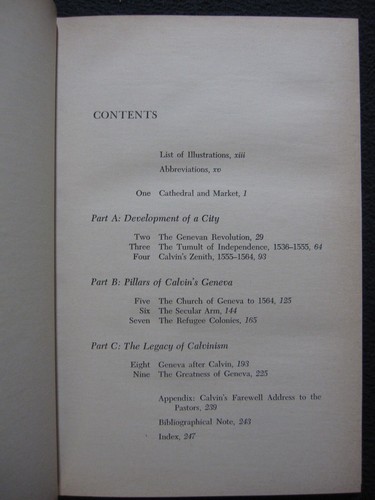 CONTENTS
List of Illustrations, xiii
Abbreviations, xv
One Cathedral and Market, 1
Part A: Development of a City
Two The Genevan Revolution, 29
Three The Tumult of Independence, 1536–1555, 64
Four Calvin's Zenith, 1555–1564, 93
Part B: Pillars of Calvin's Geneva
Five The Church of Geneva to 1564, 125
Six The Secular Arm, 144
Seven The Refugee Colonies, 165
Part C: The Legacy of Calvinism
Eight Geneva after Calvin, 193
Nine The Greatness of Geneva, 225
Appendix: Calvin's Farewell Address to the
Pastors, 239
Bibliographical Note, 243
Index, 247